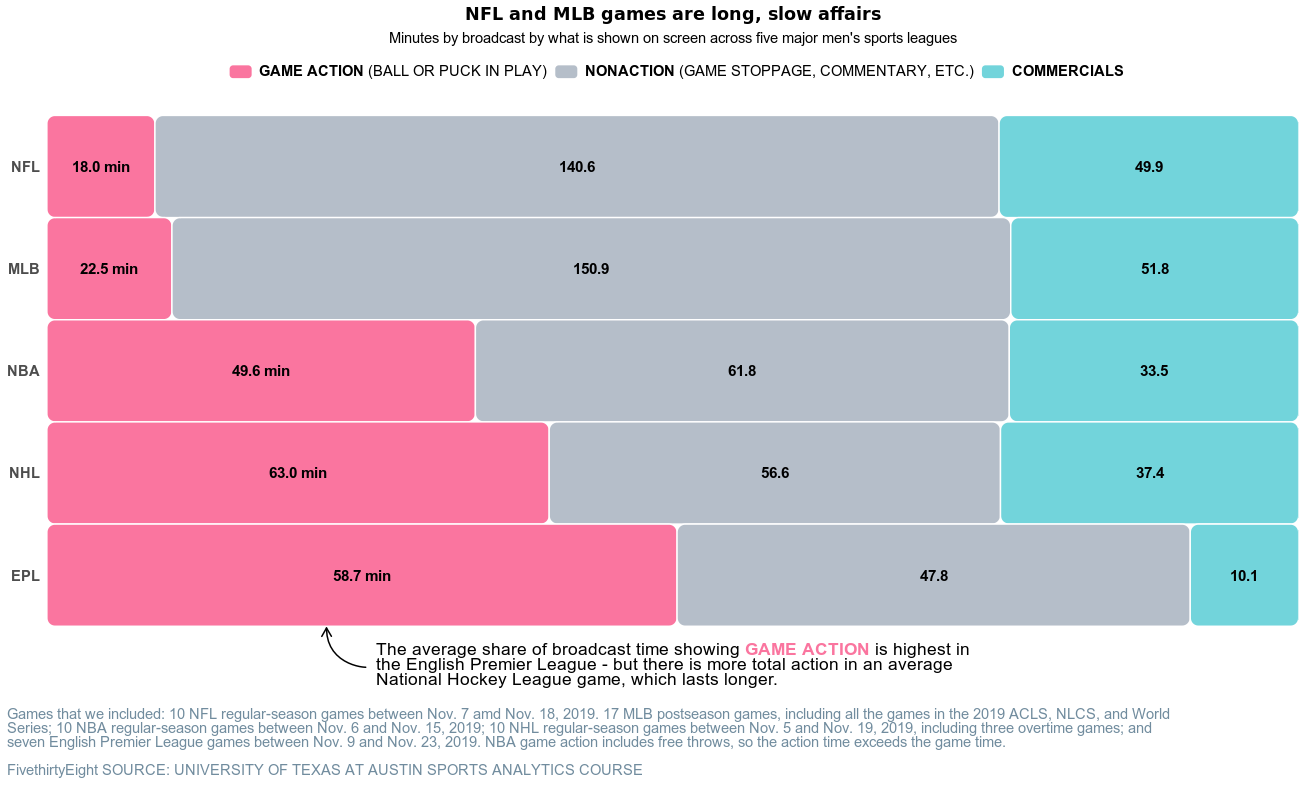 NFL and MLB games are long, slow affairs
Minutes by broadcast by what is shown on screen across five major men's sports leagues
GAME ACTION (BALL OR PUCK IN PLAY) NONACTION (GAME STOPPAGE, COMMENTARY, ETC.) COMMERCIALS
NFL 18.0 min 140.6 49.9
MLB 22.5 min 150.9 51.8
NBA 49.6 min 61.8 33.5
NHL 63.0 min 56.6 37.4
EPL 58.7 min 47.8 10.1
The average share of broadcast time showing GAME ACTION is highest in
the English Premier League - but there is more total action in an average
National Hockey League game, which lasts longer.
Games that we included: 10 NFL regular-season games between Nov. 7 amd Nov. 18, 2019. 17 MLB postseason games, including all the games in the 2019 ACLS, NLCS, and World
Series; 10 NBA regular-season games between Nov. 6 and Nov. 15, 2019; 10 NHL regular-season games between Nov. 5 and Nov. 19, 2019, including three overtime games; and
seven English Premier League games between Nov. 9 and Nov. 23, 2019. NBA game action includes free throws, so the action time exceeds the game time.
FivethirtyEight SOURCE: UNIVERSITY OF TEXAS AT AUSTIN SPORTS ANALYTICS COURSE